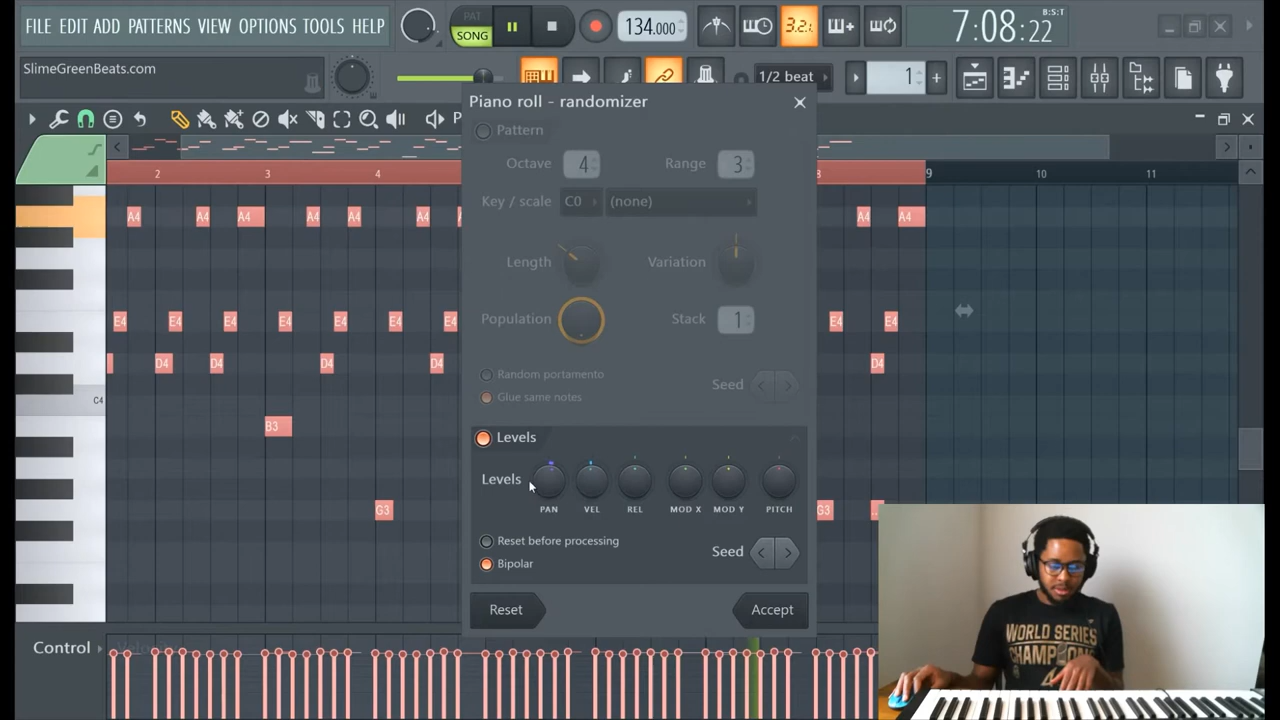 FILE EDIT ADD PATTERNS VIEW OPTIONS TOOLS HELP
PAT
SONG
134.000
3.2.
7:08:22
B:S:T
SlimeGreenBeats.com
1/2 beat
1
Piano roll - randomizer
Pattern
Octave 4 Range 3
Key / scale C0 (none)
Length Variation
Population Stack 1
Random portamento
Glue same notes
Seed
Levels
Levels
PAN VEL REL MOD X MOD Y PITCH
Reset before processing
Bipolar
Seed
Reset Accept
2 3 4 8 9 10 11
A4 A4 A4 A4 A4 A4 A4 A4
E4 E4 E4 E4 E4 E4 E4 E4 E4
D4 D4 D4 D4 D4
C4
B3
G3 G3
Control
WORLD SERIES